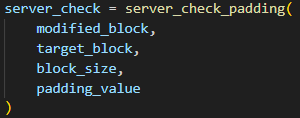 server_check = server_check_padding(
    modified_block,
    target_block,
    block_size,
    padding_value
)